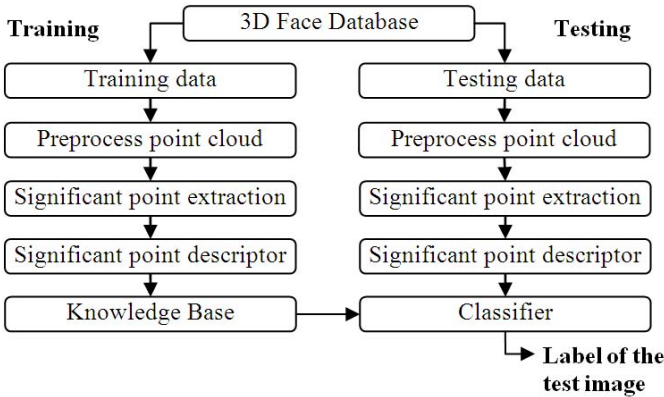 3D Face Database
Training
Testing
Training data
Testing data
Preprocess point cloud
Preprocess point cloud
Significant point extraction
Significant point extraction
Significant point descriptor
Significant point descriptor
Knowledge Base
Classifier
Label of the
test image